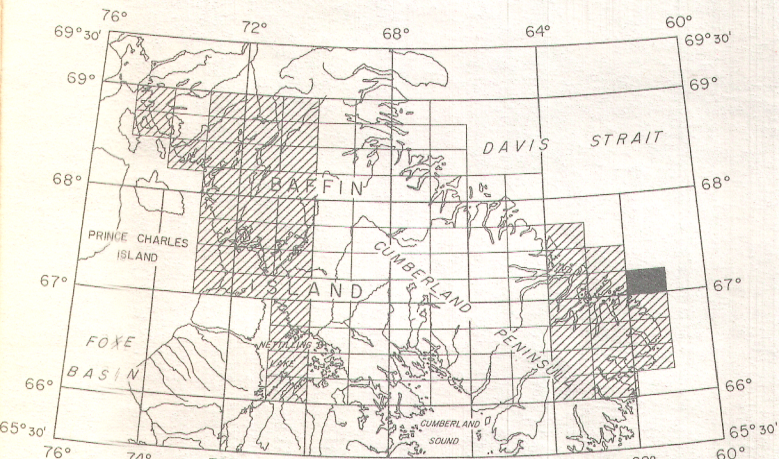 76°
72°
68°
64°
60°
69° 30'
69° 30'
69°
69°
DAVIS STRAIT
68°
68°
BAFFIN
PRINCE CHARLES
ISLAND
CUMBERLAND
67°
67°
ISLAND
FOXE
BASIN
NETTILLING
LAKE
PENINSULA
66°
66°
CUMBERLAND
SOUND
65° 30'
65° 30'
76°
74°
60°